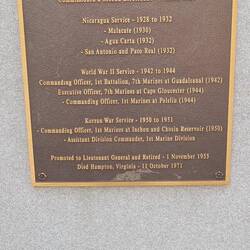 Nicaragua Service - 1928 to 1932
- Malacate (1930)
- Agua Carta (1932)
- San Antonio and Paso Real (1932)
World War II Service - 1942 to 1944
- Commanding Officer, 1st Battalion, 7th Marines at Guadalcanal (1942)
Executive Officer, 7th Marines at Cape Gloucester (1944)
- Commanding Officer, 1st Marines at Peleliu (1944)
Korean War Service - 1950 to 1951
- Commanding Officer, 1st Marines at Inchon and Chosin Reservoir (1950)
- Assistant Division Commander, 1st Marine Division
Promoted to Lieutenant General and Retired - 1 November 1955
Died Hampton, Virginia - 11 October 1971